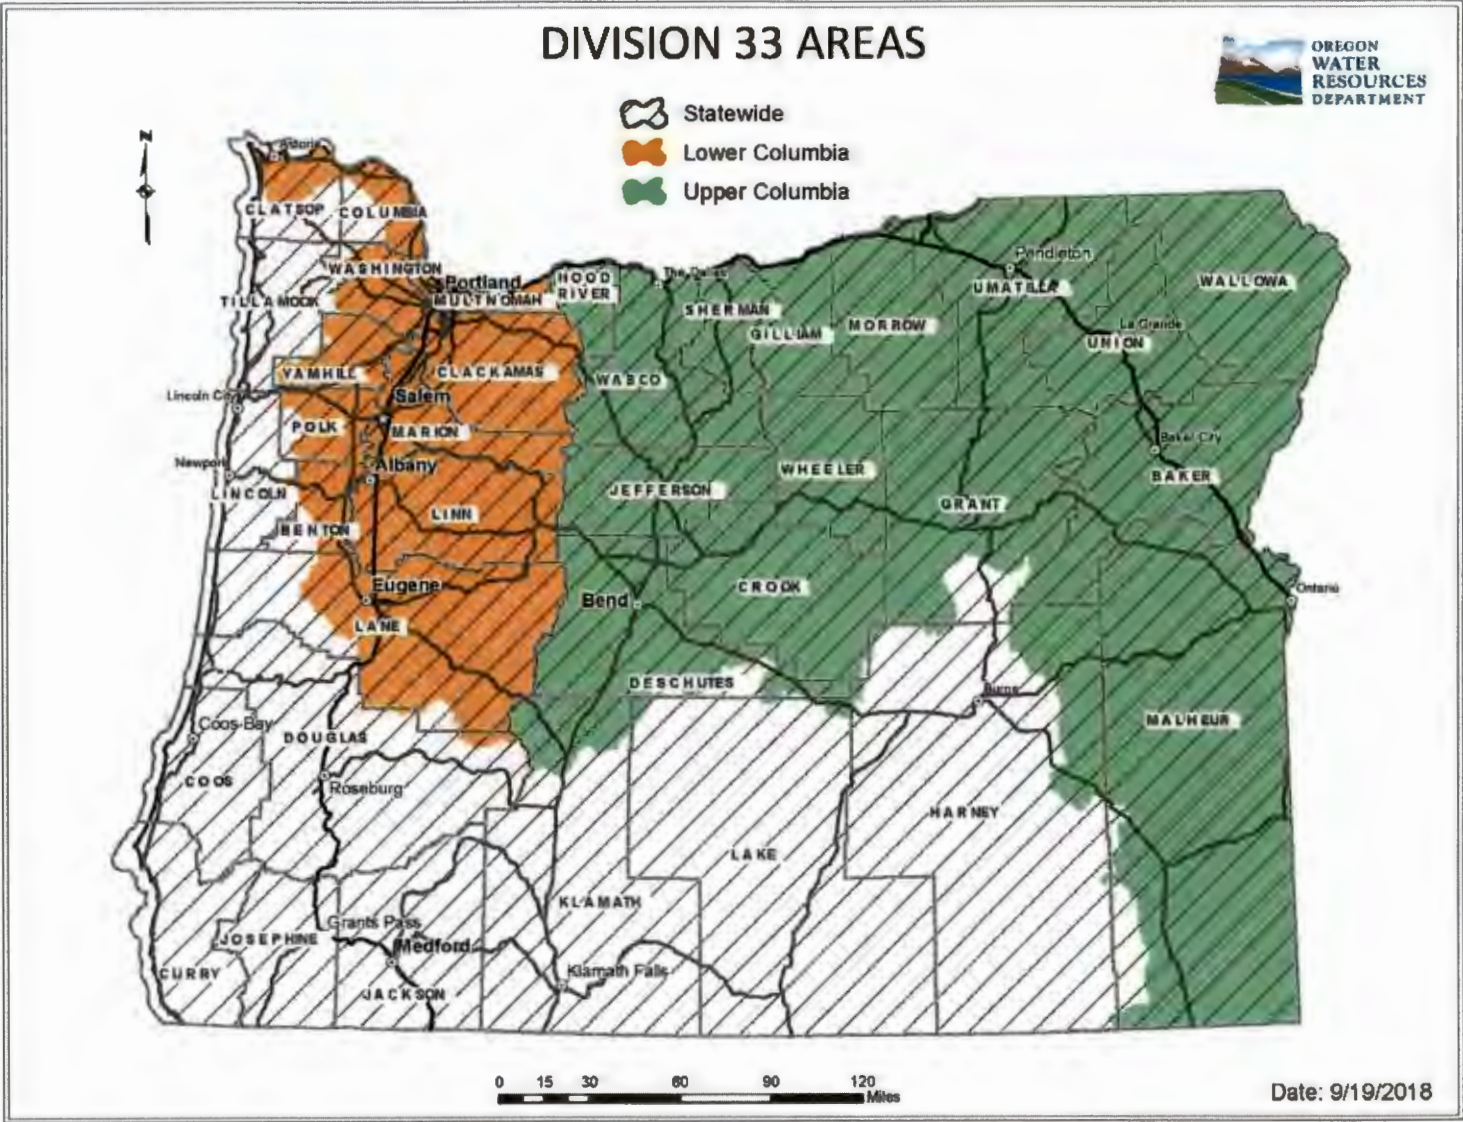 DIVISION 33 AREAS
OREGON
WATER
RESOURCES
DEPARTMENT
Statewide
Lower Columbia
Upper Columbia
N
Astoria
CLATSOP
COLUMBIA
WASHINGTON
Portland
MULTNOMAH
HOOD
RIVER
The Dalles
Pendleton
UMATILLA
WALLOWA
TILLAMOOK
SHERMAN
GILLIAM
MORROW
La Grande
UNION
YAMHILL
CLACKAMAS
WASCO
Lincoln City
Salem
POLK
MARION
Baker City
Newport
Albany
WHEELER
BAKER
LINCOLN
JEFFERSON
GRANT
LINN
BENTON
Eugene
CROOK
Bend
Ontario
LANE
DESCHUTES
Burns
Coos Bay
DOUGLAS
MALHEUR
COOS
Roseburg
HARNEY
LAKE
KLAMATH
Grants Pass
JOSEPHINE
Medford
CURRY
Klamath Falls
JACKSON
0 15 30 60 90 120
Miles
Date: 9/19/2018